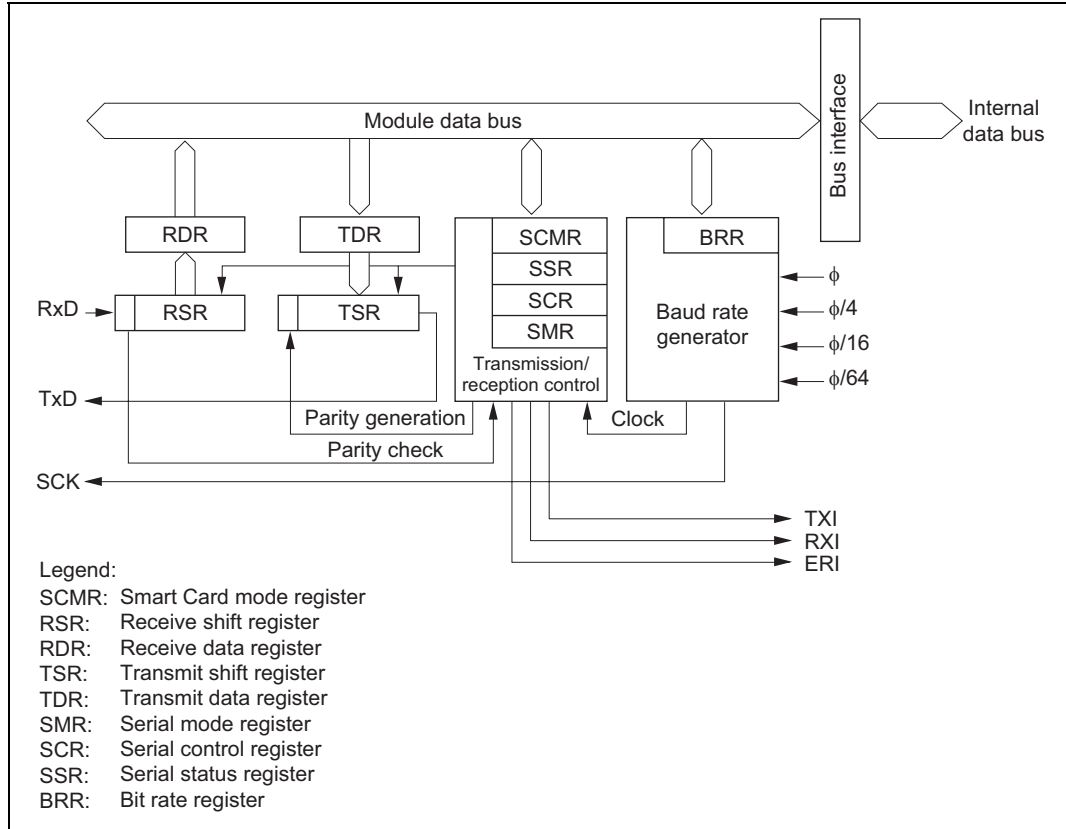 Module data bus
Bus interface
Internal
data bus
RDR
TDR
SCMR
SSR
SCR
SMR
Transmission/
reception control
BRR
Baud rate
generator
ϕ
ϕ/4
ϕ/16
ϕ/64
RxD
RSR
TSR
TxD
Parity generation
Parity check
Clock
SCK
TXI
RXI
ERI
Legend:
SCMR: Smart Card mode register
RSR: Receive shift register
RDR: Receive data register
TSR: Transmit shift register
TDR: Transmit data register
SMR: Serial mode register
SCR: Serial control register
SSR: Serial status register
BRR: Bit rate register